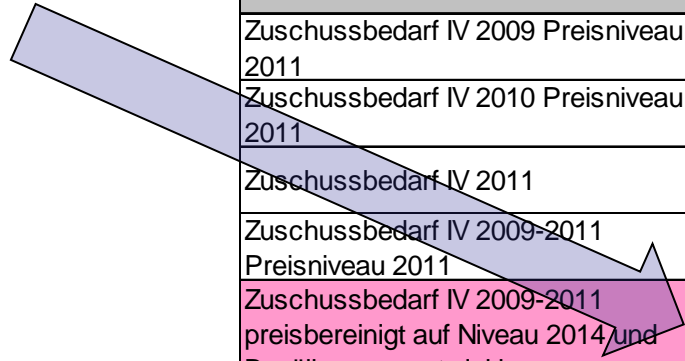 Zuschussbedarf IV 2009 Preisniveau
2011
Zuschussbedarf IV 2010 Preisniveau
2011
Zuschussbedarf IV 2011
Zuschussbedarf IV 2009-2011
Preisniveau 2011
Zuschussbedarf IV 2009-2011
preisbereinigt auf Niveau 2014 und